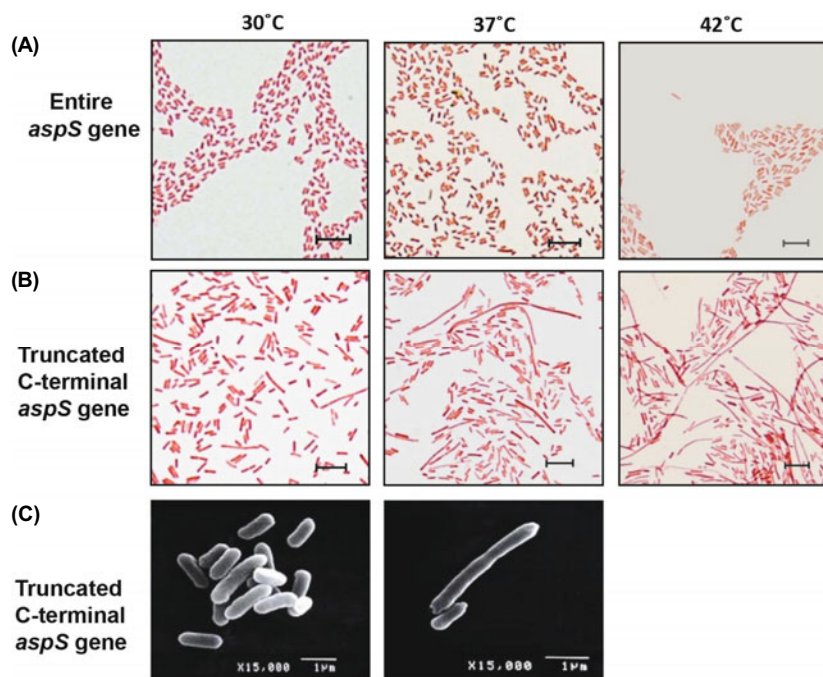 30˚C 37˚C 42˚C
(A)
Entire
aspS gene
(B)
Truncated
C-terminal
aspS gene
(C)
Truncated
C-terminal
aspS gene
X15,000 1μm X15,000 1μm